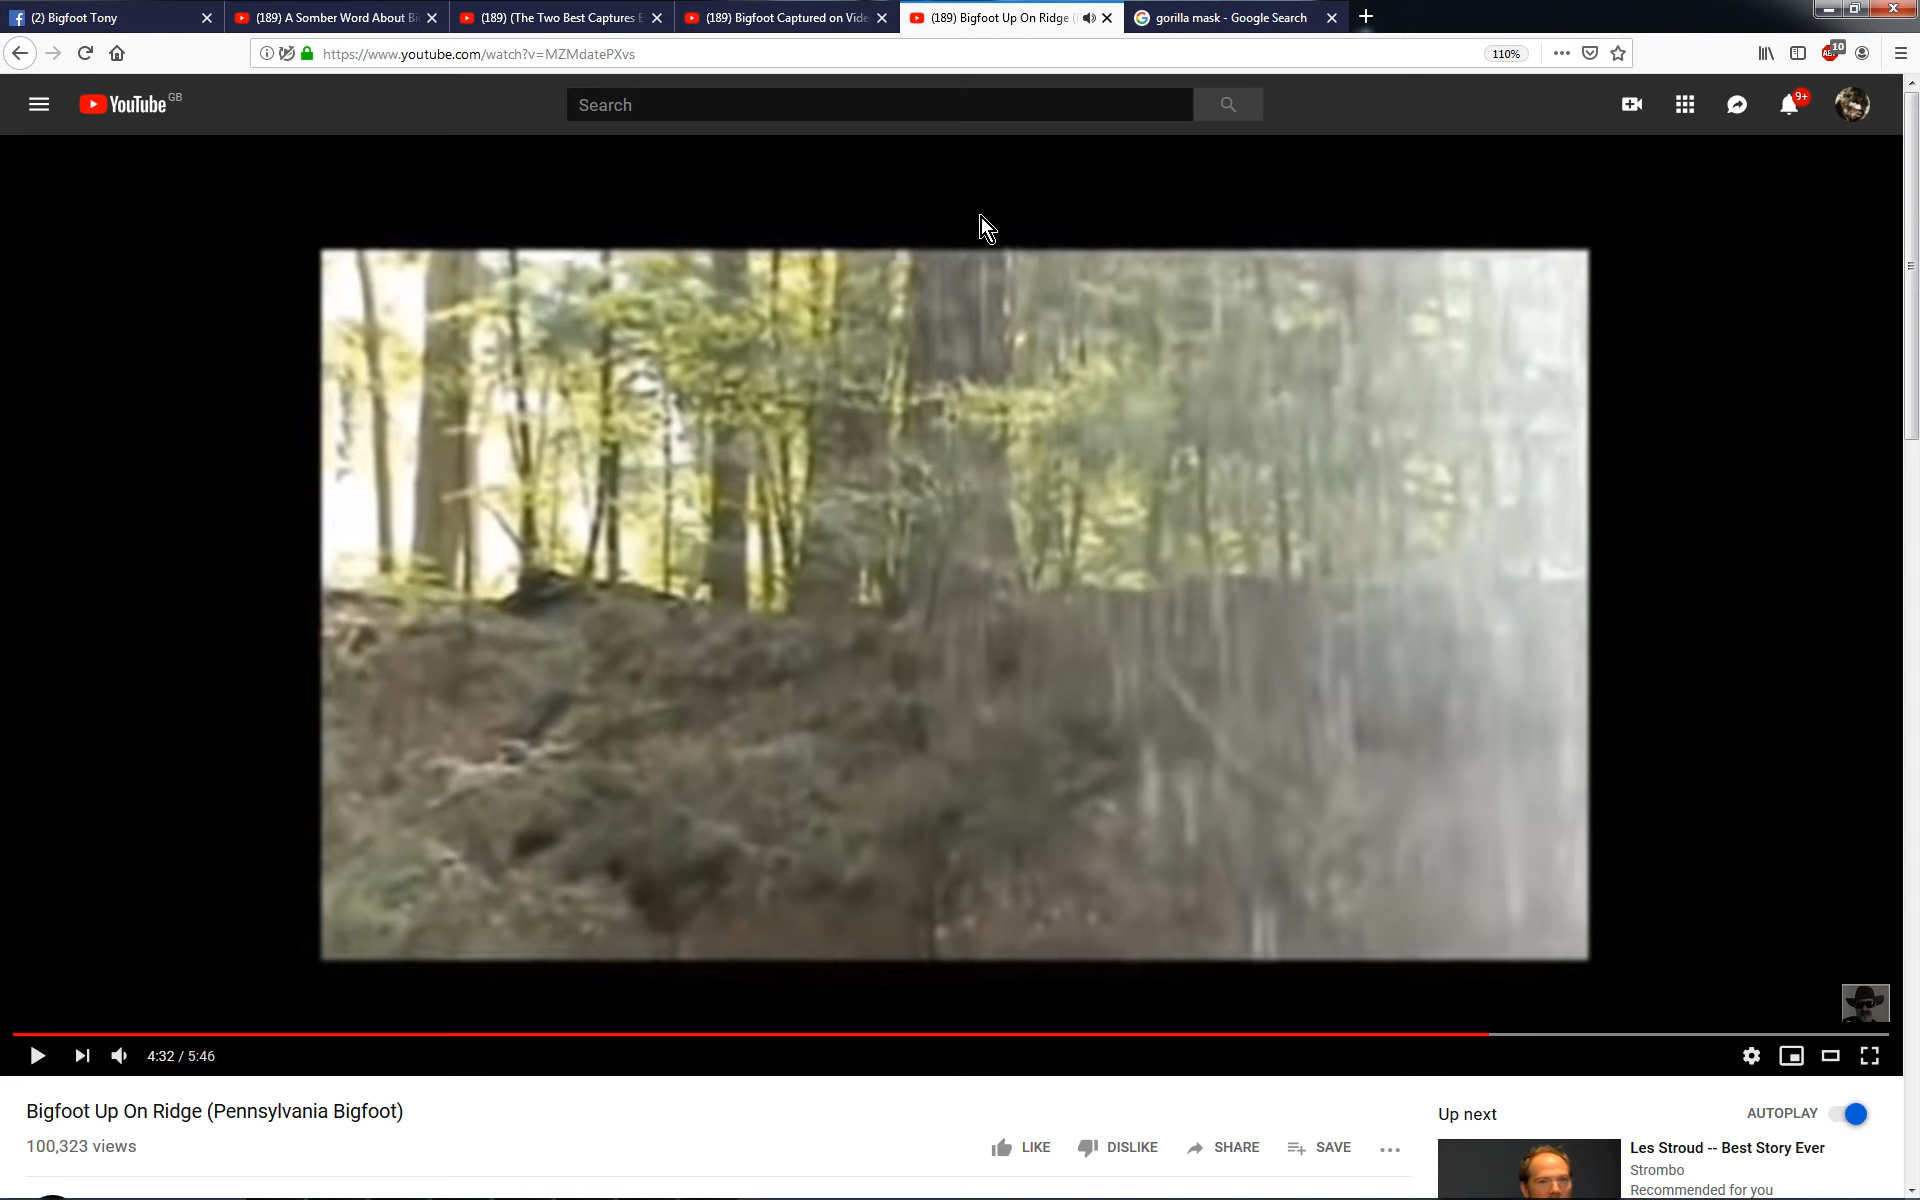 (2) Bigfoot Tony
(189) A Somber Word About Bi
(189) (The Two Best Captures E
(189) Bigfoot Captured on Vide
(189) Bigfoot Up On Ridge (
gorilla mask - Google Search
https://www.youtube.com/watch?v=MZMdatePXvs
110%
10
YouTube GB
Search
9+
4:32 / 5:46
Bigfoot Up On Ridge (Pennsylvania Bigfoot)
100,323 views
LIKE DISLIKE SHARE SAVE
Up next
AUTOPLAY
Les Stroud -- Best Story Ever
Strombo
Recommended for you